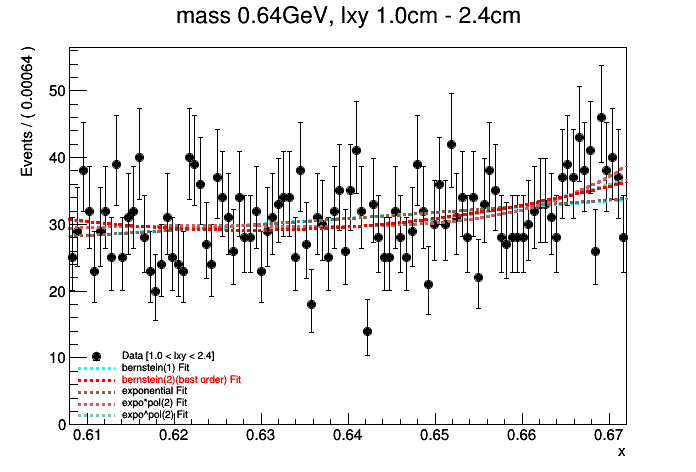 mass 0.64GeV, lxy 1.0cm - 2.4cm
Events / ( 0.00064 )
50
40
30
20
10
0
Data [1.0 < lxy < 2.4]
bernstein(1) Fit
bernstein(2)(best order) Fit
exponential Fit
expo*pol(2) Fit
expo^pol(2)Fit
0.61 0.62 0.63 0.64 0.65 0.66 0.67
x